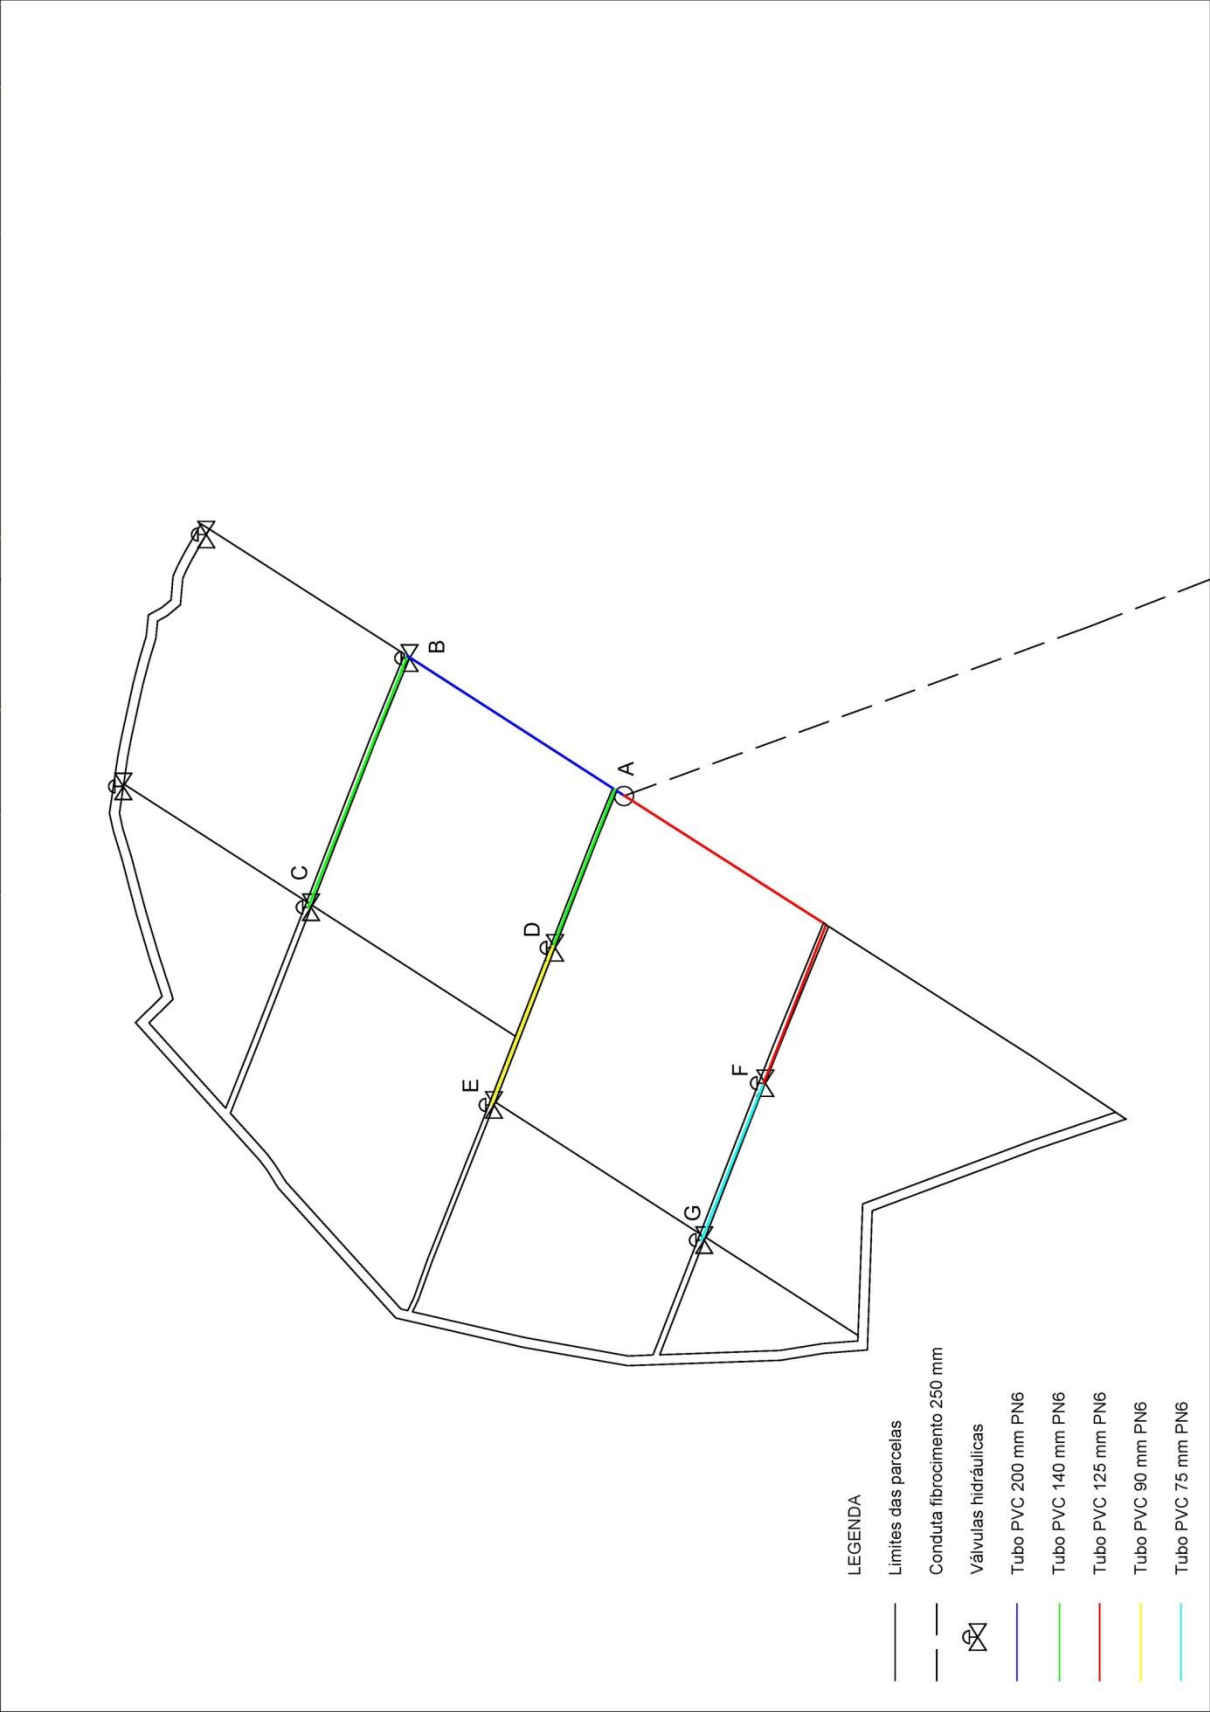 C
B
E
D
A
G
F
LEGENDA
Limites das parcelas
Conduta fibrocimento 250 mm
Válvulas hidráulicas
Tubo PVC 200 mm PN6
Tubo PVC 140 mm PN6
Tubo PVC 125 mm PN6
Tubo PVC 90 mm PN6
Tubo PVC 75 mm PN6